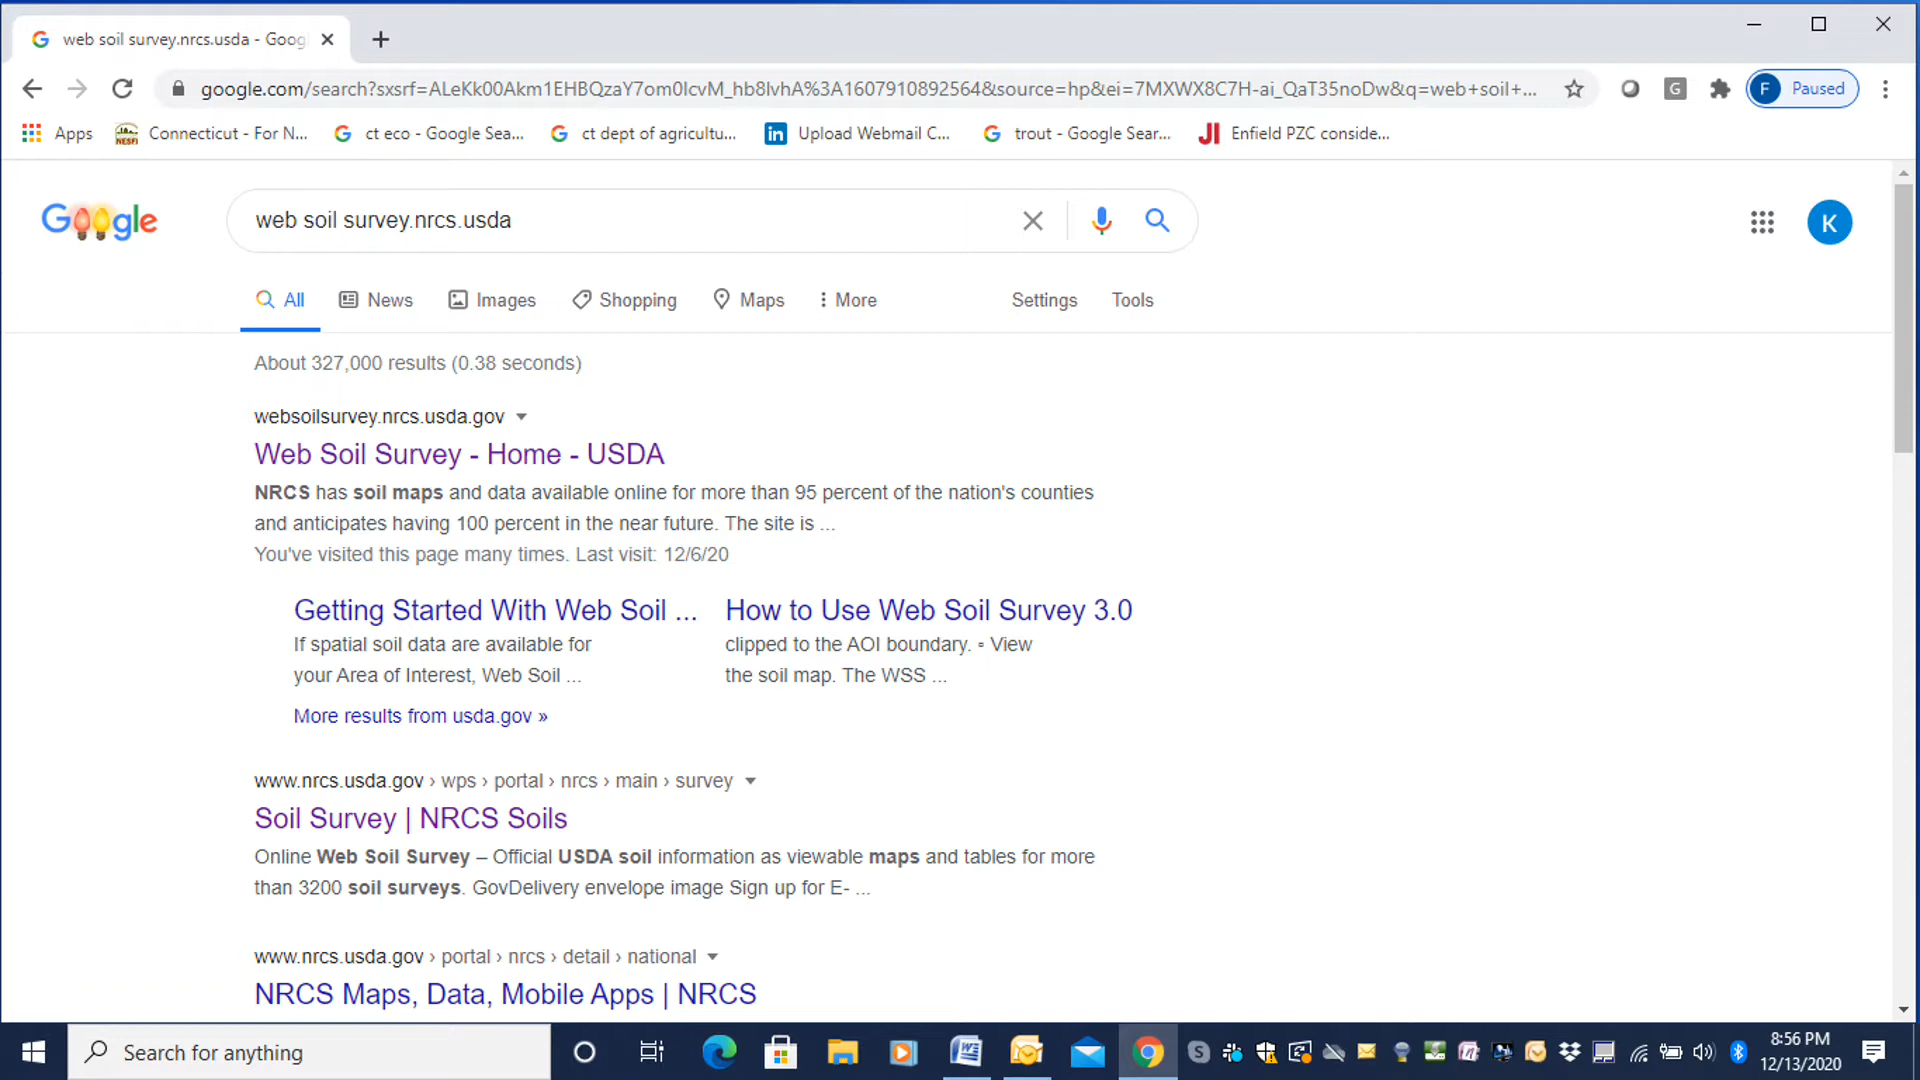 web soil survey.nrcs.usda - Goog
google.com/search?sxsrf=ALeKk00Akm1EHBQzaY7om0lcvM_hb8lvhA%3A1607910892564&source=hp&ei=7MXWX8C7H-ai_QaT35noDw&q=web+soil+...
G
F Paused
Apps
NESFI
Connecticut - For N...
ct eco - Google Sea...
ct dept of agricultu...
in Upload Webmail C...
trout - Google Sear...
JI Enfield PZC conside...
Google
web soil survey.nrcs.usda
K
All
News
Images
Shopping
Maps
More
Settings
Tools
About 327,000 results (0.38 seconds)
websoilsurvey.nrcs.usda.gov
Web Soil Survey - Home - USDA
NRCS has soil maps and data available online for more than 95 percent of the nation's counties
and anticipates having 100 percent in the near future. The site is ...
You've visited this page many times. Last visit: 12/6/20
Getting Started With Web Soil ...
If spatial soil data are available for
your Area of Interest, Web Soil ...
How to Use Web Soil Survey 3.0
clipped to the AOI boundary. ◦ View
the soil map. The WSS ...
More results from usda.gov »
www.nrcs.usda.gov › wps › portal › nrcs › main › survey
Soil Survey | NRCS Soils
Online Web Soil Survey – Official USDA soil information as viewable maps and tables for more
than 3200 soil surveys. GovDelivery envelope image Sign up for E- ...
www.nrcs.usda.gov › portal › nrcs › detail › national
NRCS Maps, Data, Mobile Apps | NRCS
Search for anything
8:56 PM
12/13/2020